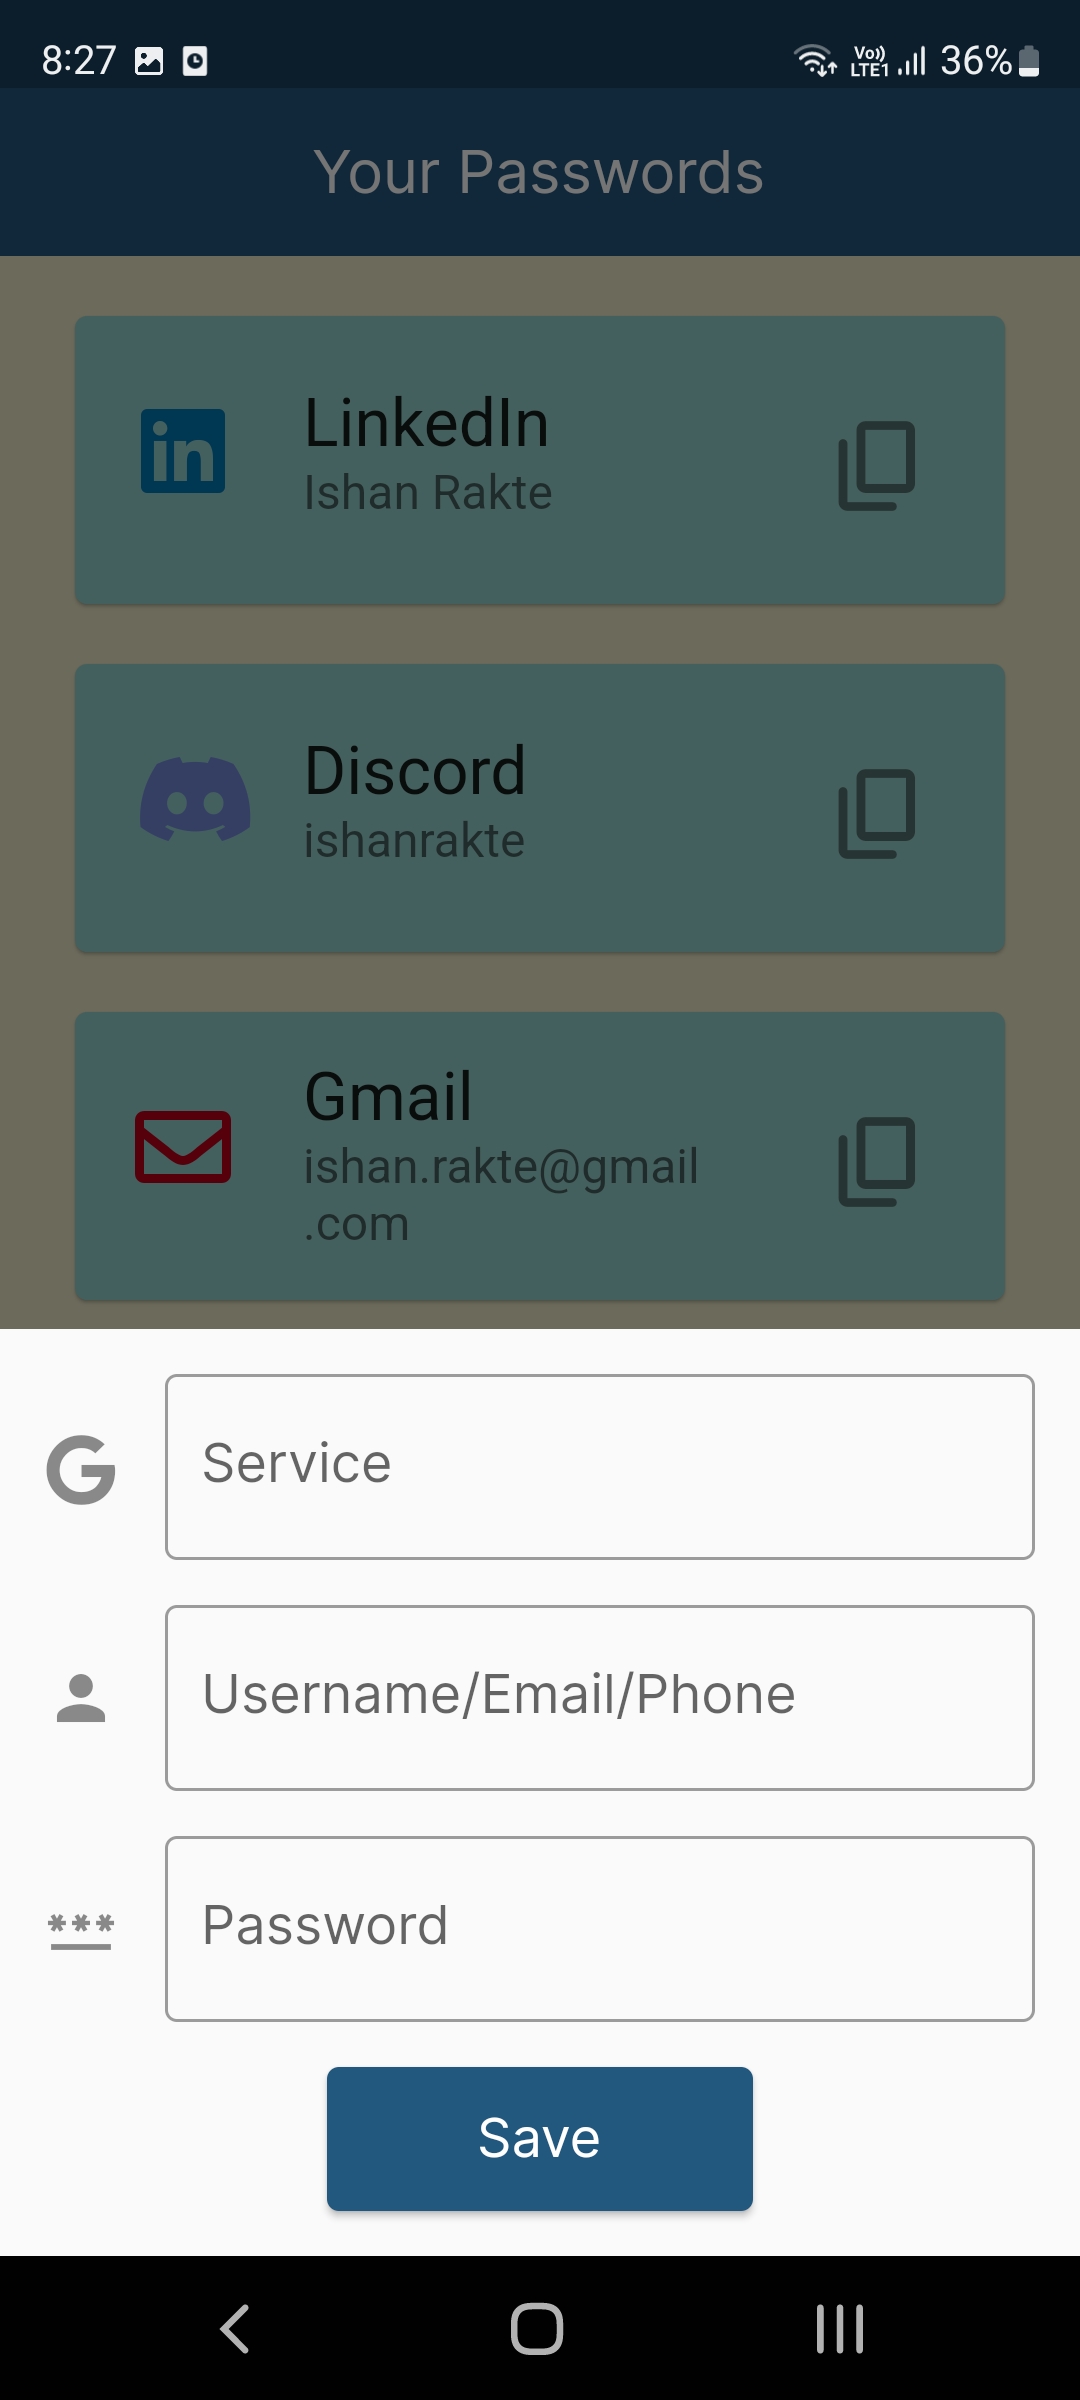 8:27
Vo)) LTE1 36%
Your Passwords
LinkedIn
Ishan Rakte
Discord
ishanrakte
Gmail
ishan.rakte@gmail
.com
Service
Username/Email/Phone
Password
Save